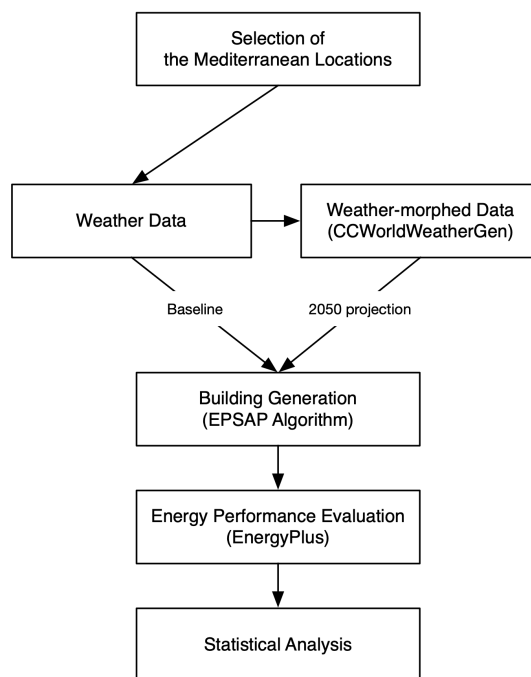 Selection of
the Mediterranean Locations
Weather Data
Weather-morphed Data
(CCWorldWeatherGen)
Baseline
2050 projection
Building Generation
(EPSAP Algorithm)
Energy Performance Evaluation
(EnergyPlus)
Statistical Analysis